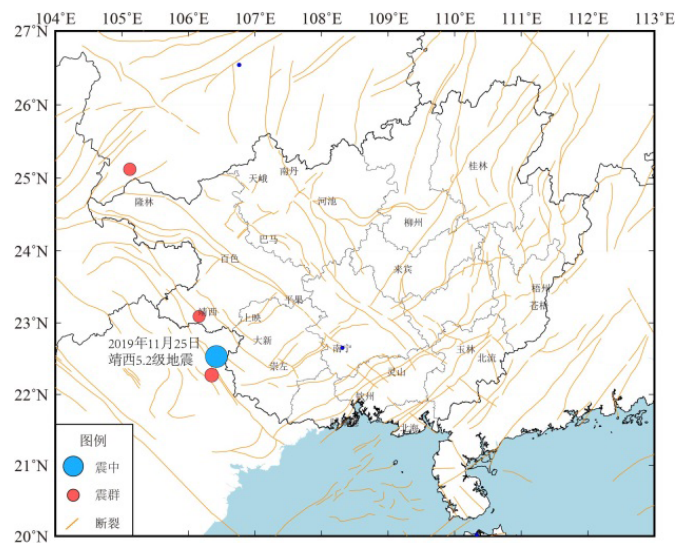 104°E 105°E 106°E 107°E 108°E 109°E 110°E 111°E 112°E 113°E
27°N
26°N
25°N
24°N
23°N
22°N
21°N
20°N
桂林
南丹
天峨
隆林
河池
柳州
巴马
百色
来宾
平果
梧州
苍梧
靖西
上映
大新
2019年11月25日
靖西5.2级地震
南宁
玉林
北流
崇左
灵山
钦州
北海
图例
震中
震群
断裂